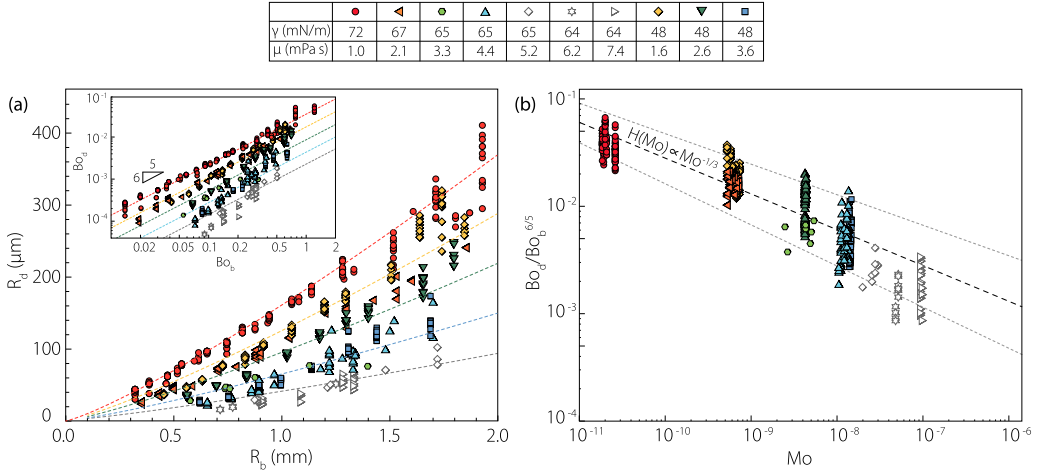 γ (mN/m) 72 67 65 65 65 64 64 48 48 48
μ (mPa s) 1.0 2.1 3.3 4.4 5.2 6.2 7.4 1.6 2.6 3.6
(a)
400
300
200
100
0
R_d (μm)
0.0 0.5 1.0 1.5 2.0
R_b (mm)
10^-1
10^-2
10^-3
10^-4
Bo_d
5
6
0.02 0.05 0.1 0.2 0.5 1 2
Bo_b
(b)
10^-1
10^-2
10^-3
10^-4
Bo_d/Bo_b^6/5
H(Mo)∝Mo^-1/3
10^-11 10^-10 10^-9 10^-8 10^-7 10^-6
Mo